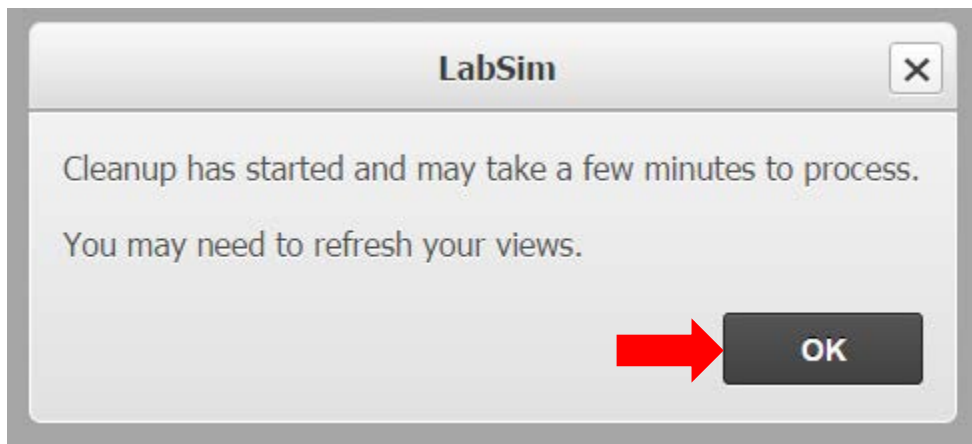 LabSim
Cleanup has started and may take a few minutes to process.
You may need to refresh your views.
OK